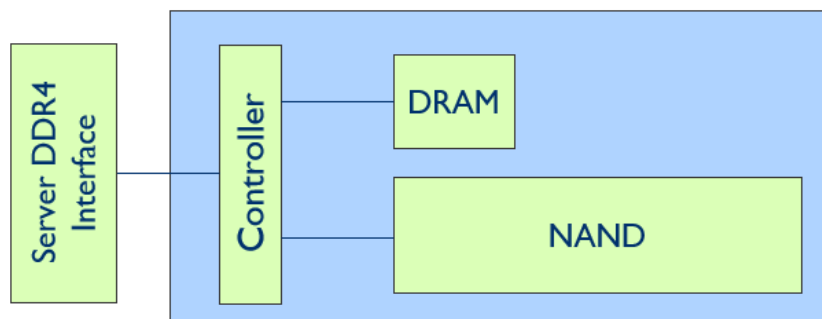 Server DDR4
Interface
Controller
DRAM
NAND